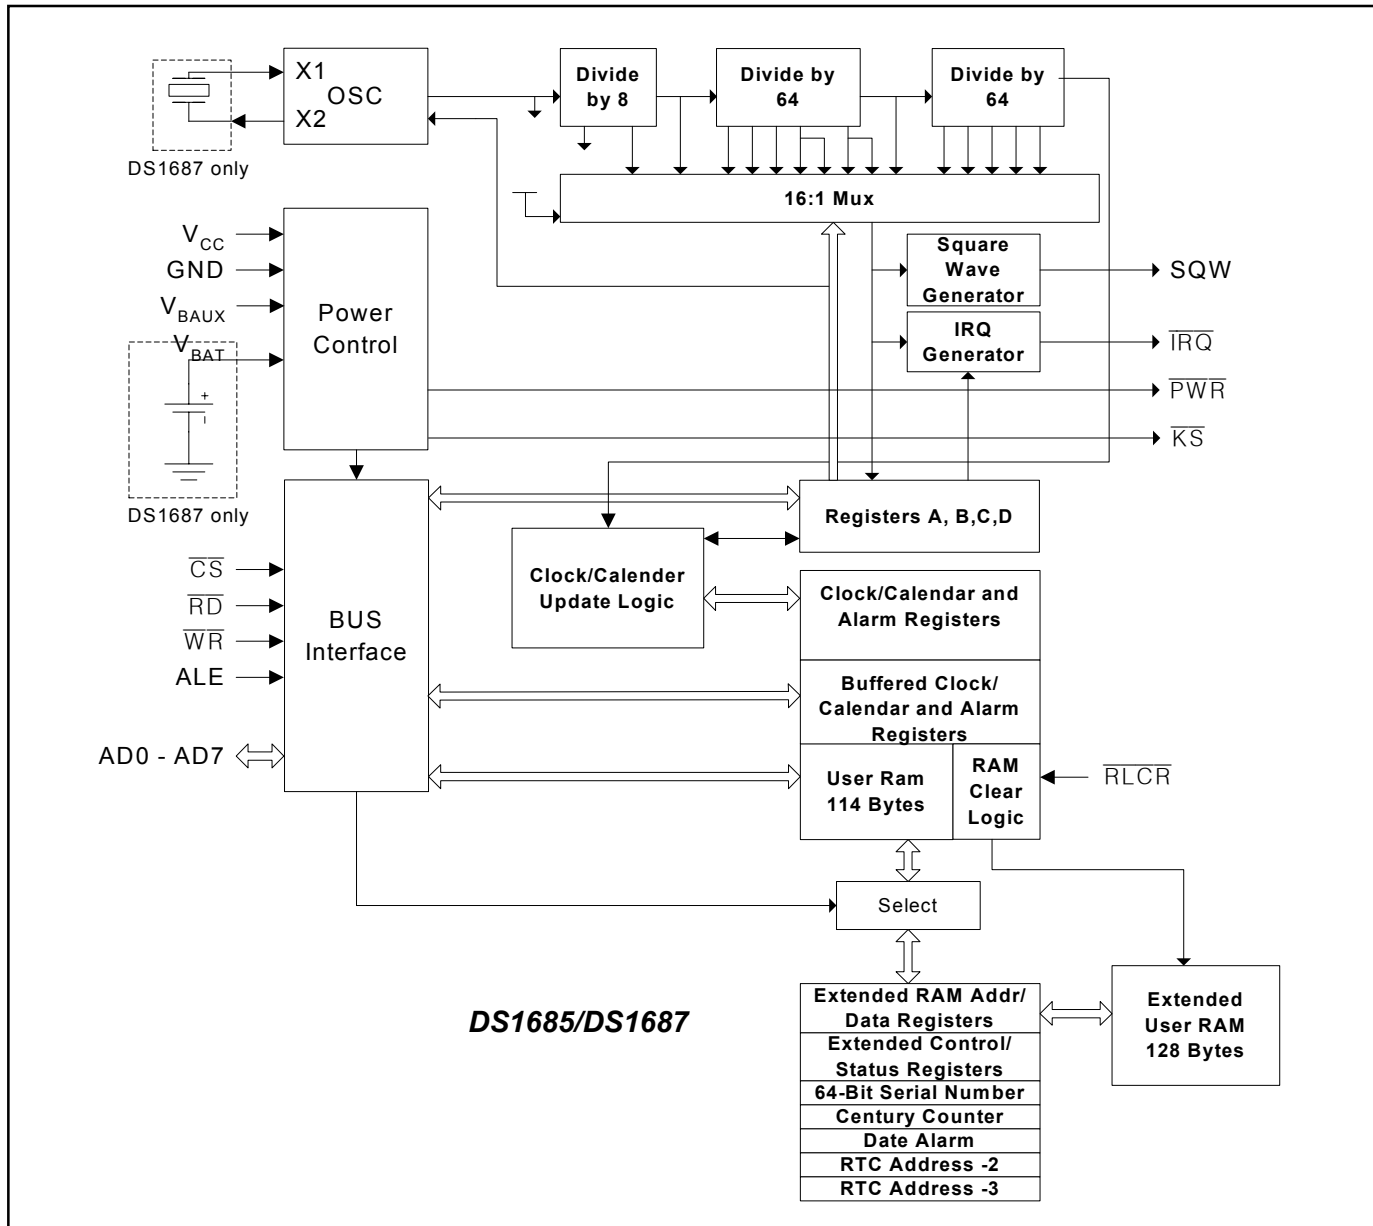 X1
OSC
X2
DS1687 only
Divide
by 8
Divide by
64
Divide by
64
16:1 Mux
VCC
GND
VBAUX
VBAT
+
DS1687 only
Power
Control
Square
Wave
Generator
IRQ
Generator
SQW
IRQ
PWR
KS
CS
RD
WR
ALE
AD0 - AD7
BUS
Interface
Clock/Calender
Update Logic
Registers A, B,C,D
Clock/Calendar and
Alarm Registers
Buffered Clock/
Calendar and Alarm
Registers
User Ram
114 Bytes
RAM
Clear
Logic
RLCR
Select
DS1685/DS1687
Extended RAM Addr/
Data Registers
Extended Control/
Status Registers
64-Bit Serial Number
Century Counter
Date Alarm
RTC Address -2
RTC Address -3
Extended
User RAM
128 Bytes